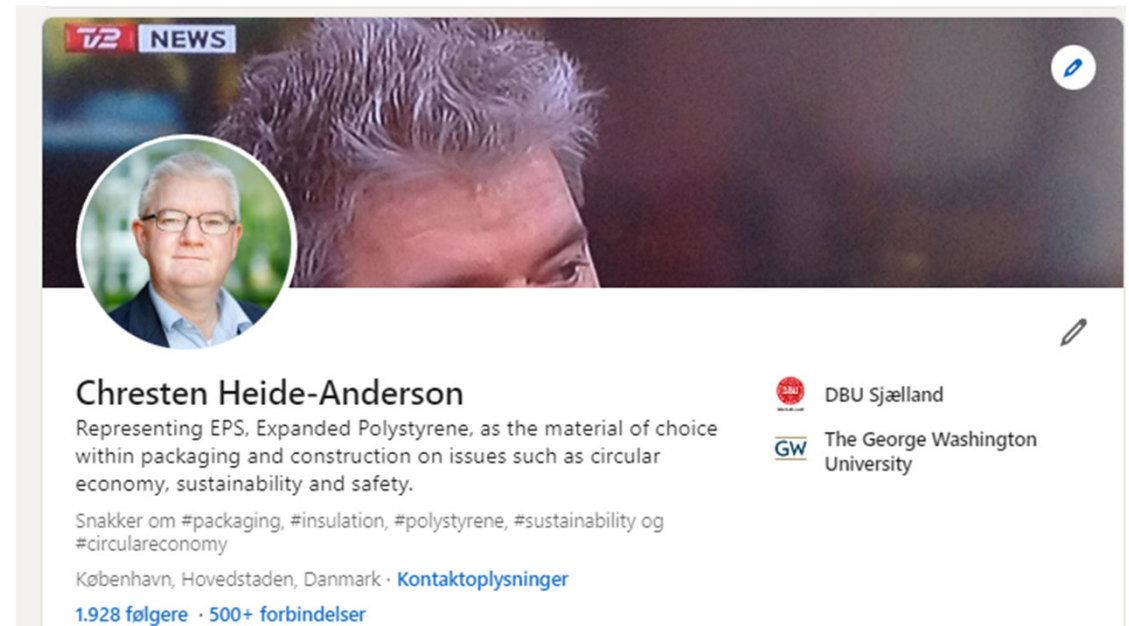 TV2 NEWS
Chresten Heide-Anderson
Representing EPS, Expanded Polystyrene, as the material of choice
within packaging and construction on issues such as circular
economy, sustainability and safety.
Snakker om #packaging, #insulation, #polystyrene, #sustainability og
#circulareconomy
København, Hovedstaden, Danmark · Kontaktoplysninger
1.928 følgere · 500+ forbindelser
DBU
DBU Sjælland
GW
The George Washington
University